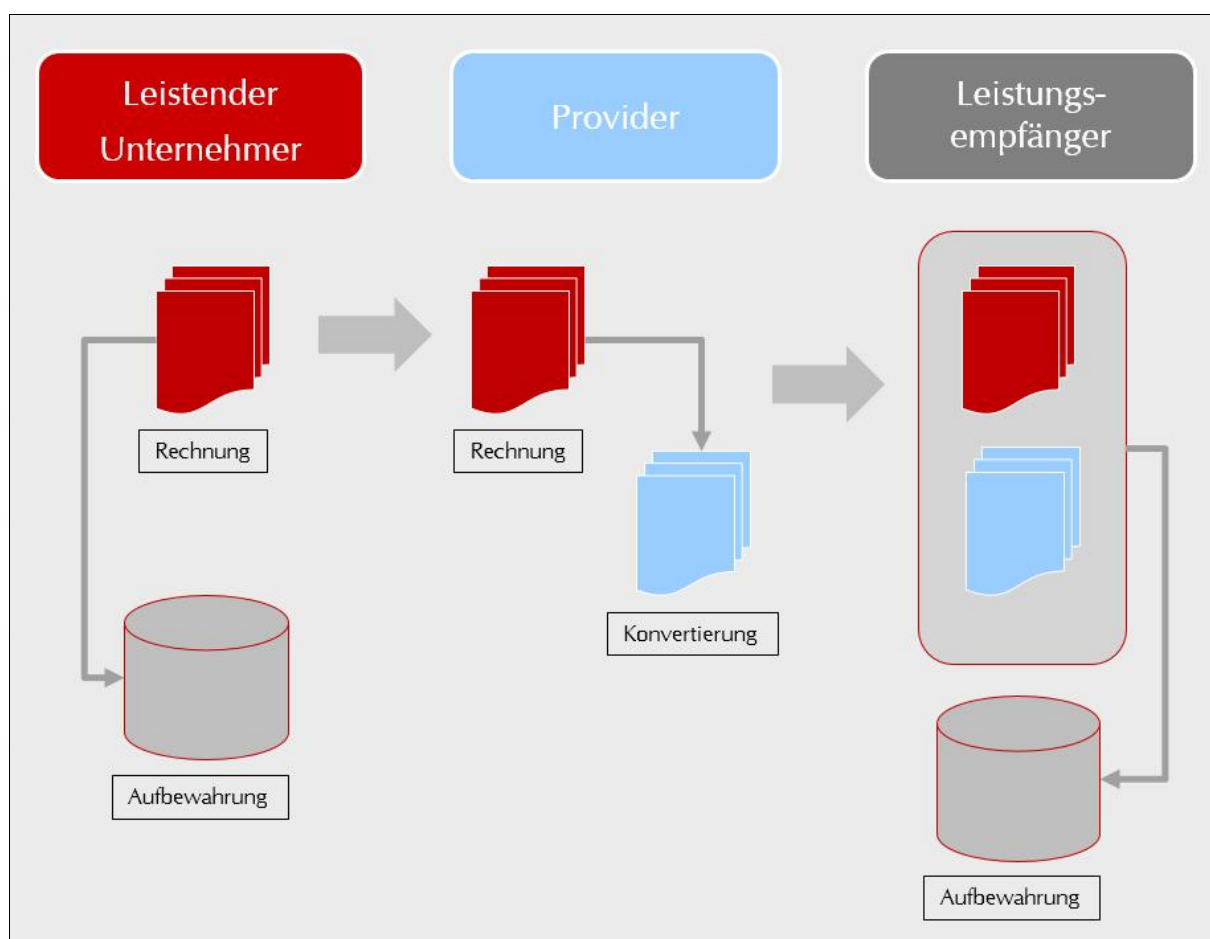 Leistender
Unternehmer
Provider
Leistungs-
empfänger
Rechnung
Rechnung
Konvertierung
Aufbewahrung
Aufbewahrung